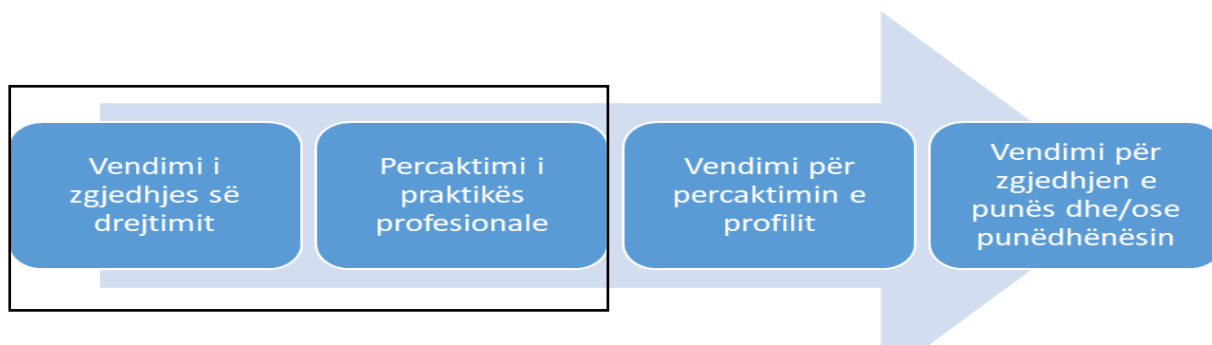 Vendimi i
zgjedhjes së
drejtimit
Percaktimi i
praktikës
profesionale
Vendimi për
percaktimin e
profilit
Vendimi për
zgjedhjen e
punës dhe/ose
punëdhënësin